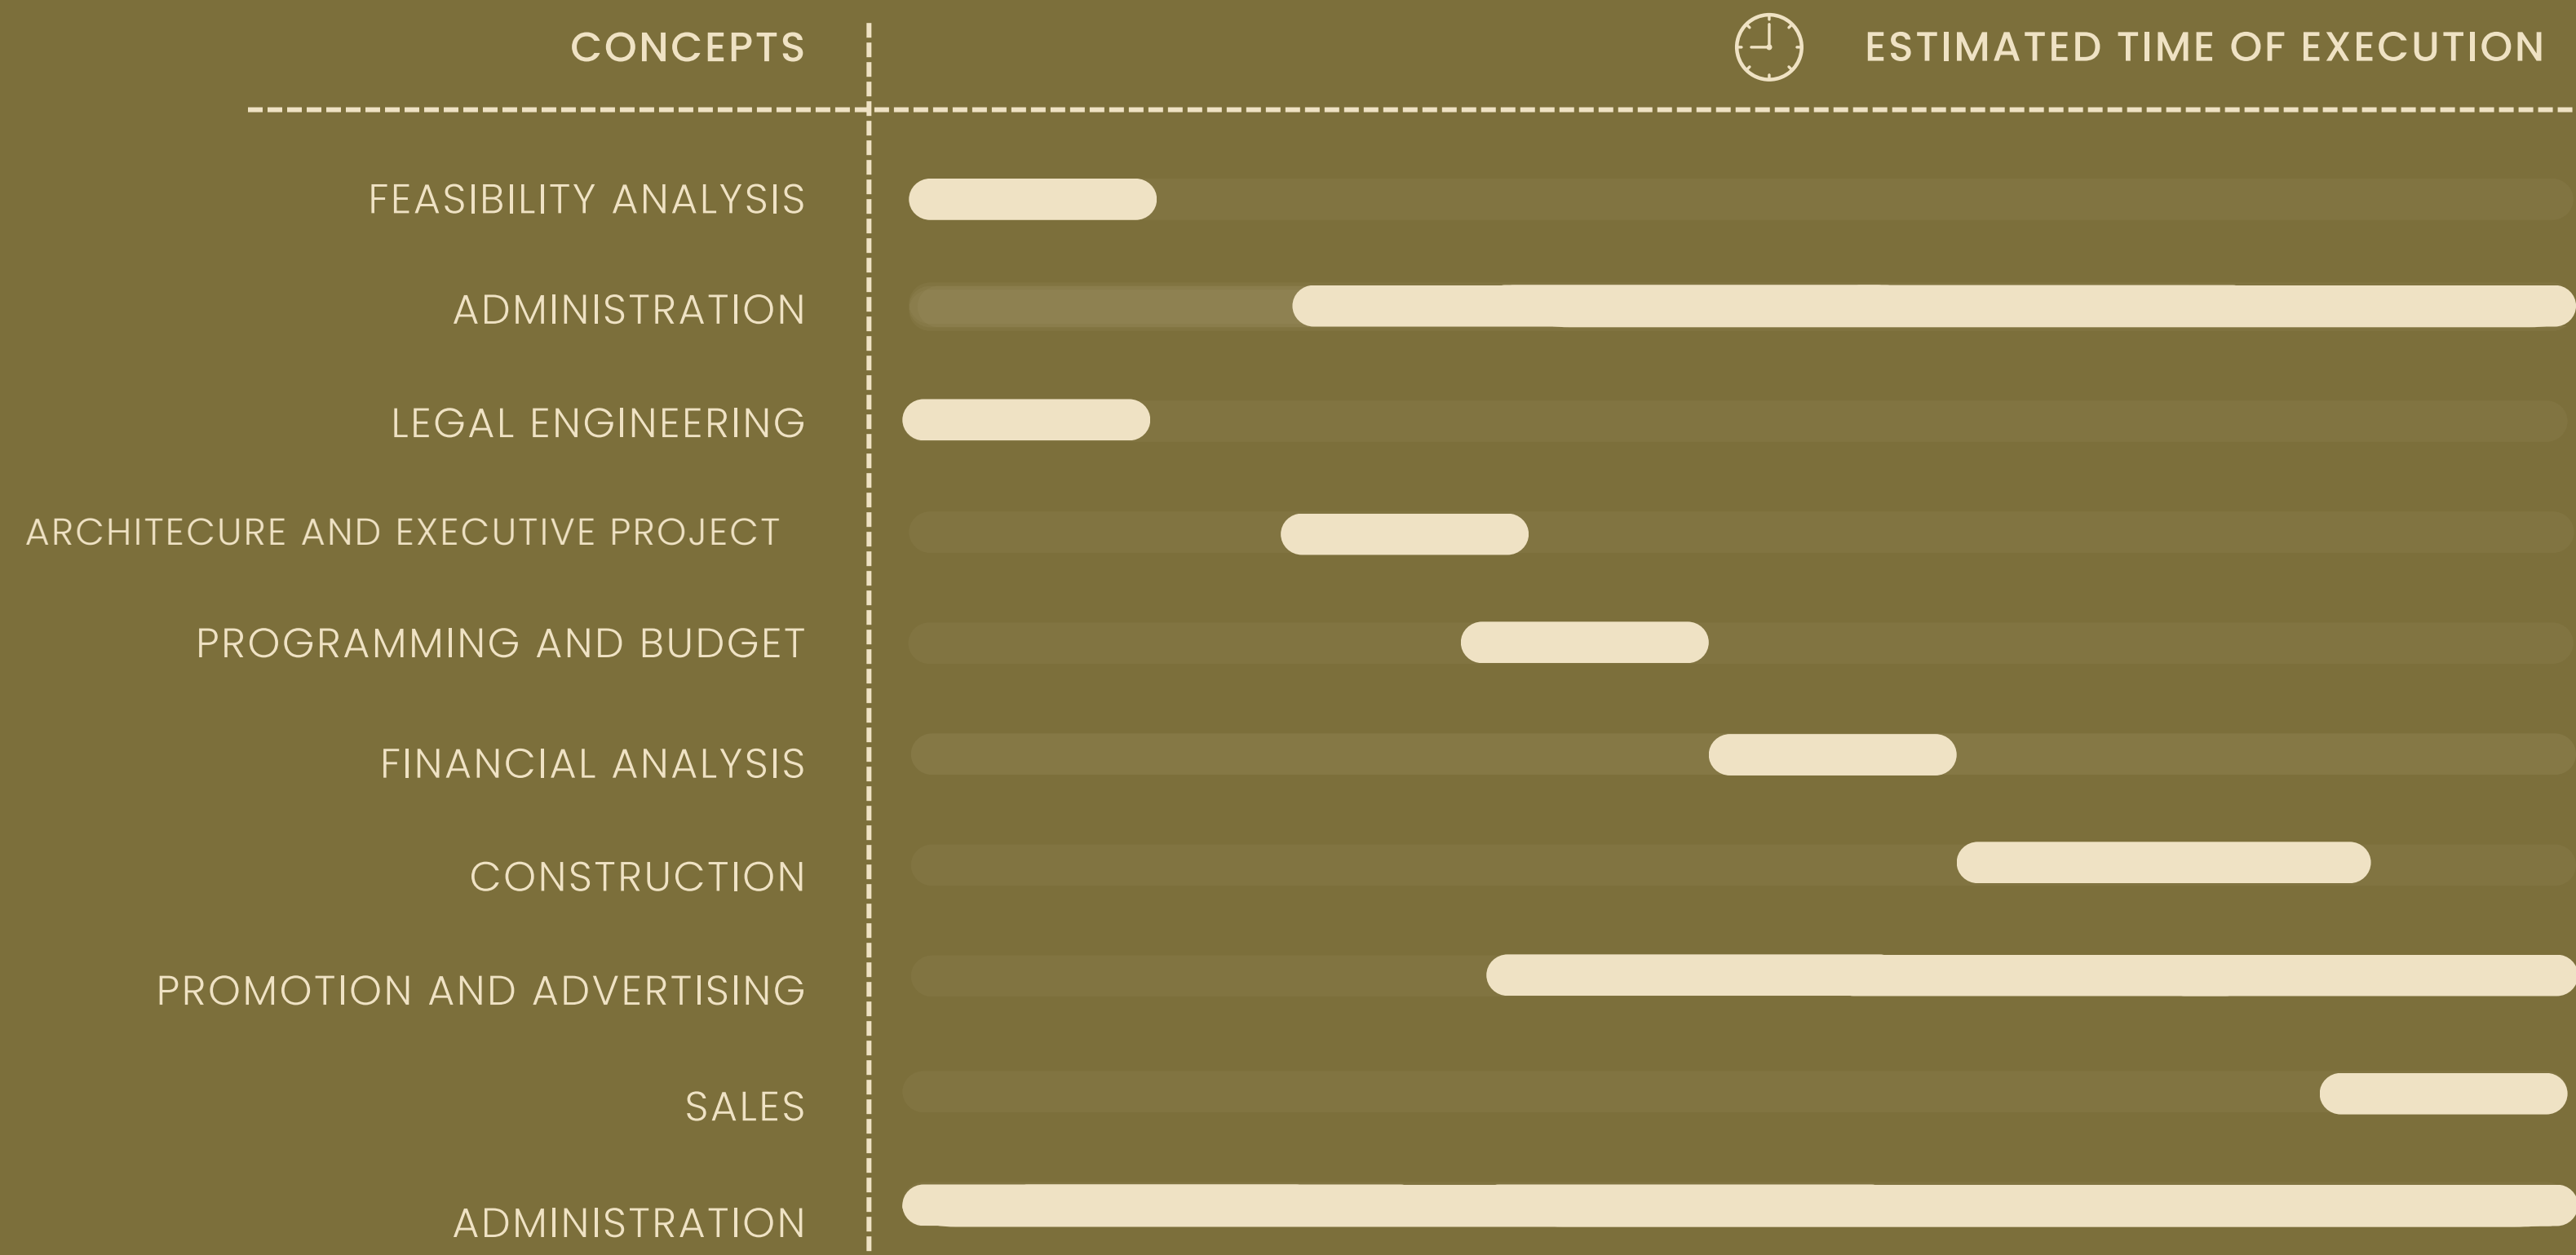 CONCEPTS
ESTIMATED TIME OF EXECUTION
FEASIBILITY ANALYSIS
ADMINISTRATION
LEGAL ENGINEERING
ARCHITECURE AND EXECUTIVE PROJECT
PROGRAMMING AND BUDGET
FINANCIAL ANALYSIS
CONSTRUCTION
PROMOTION AND ADVERTISING
SALES
ADMINISTRATION